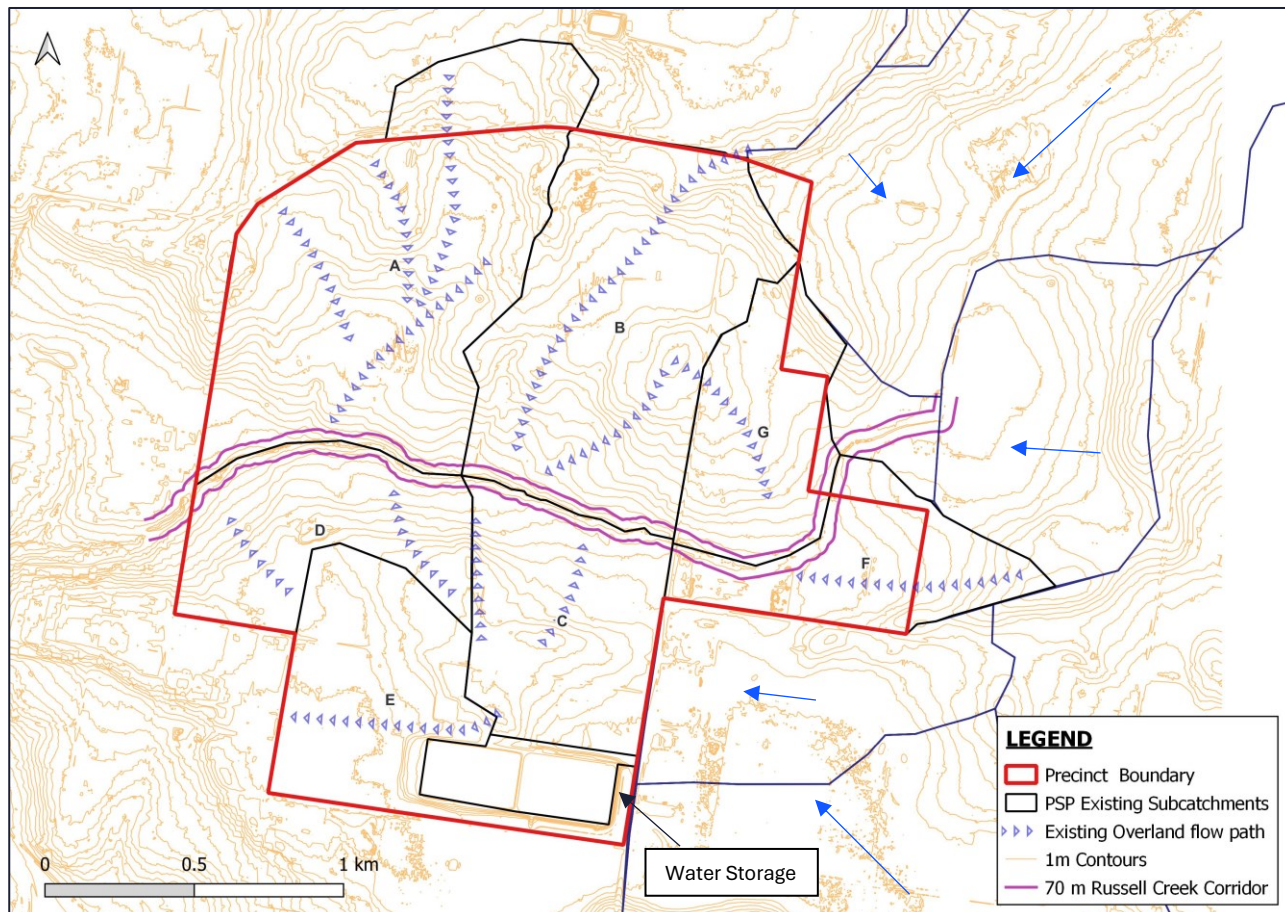 A
B
G
D
F
C
E
Water Storage
0 0.5 1 km
LEGEND
Precinct Boundary
PSP Existing Subcatchments
Existing Overland flow path
1m Contours
70 m Russell Creek Corridor